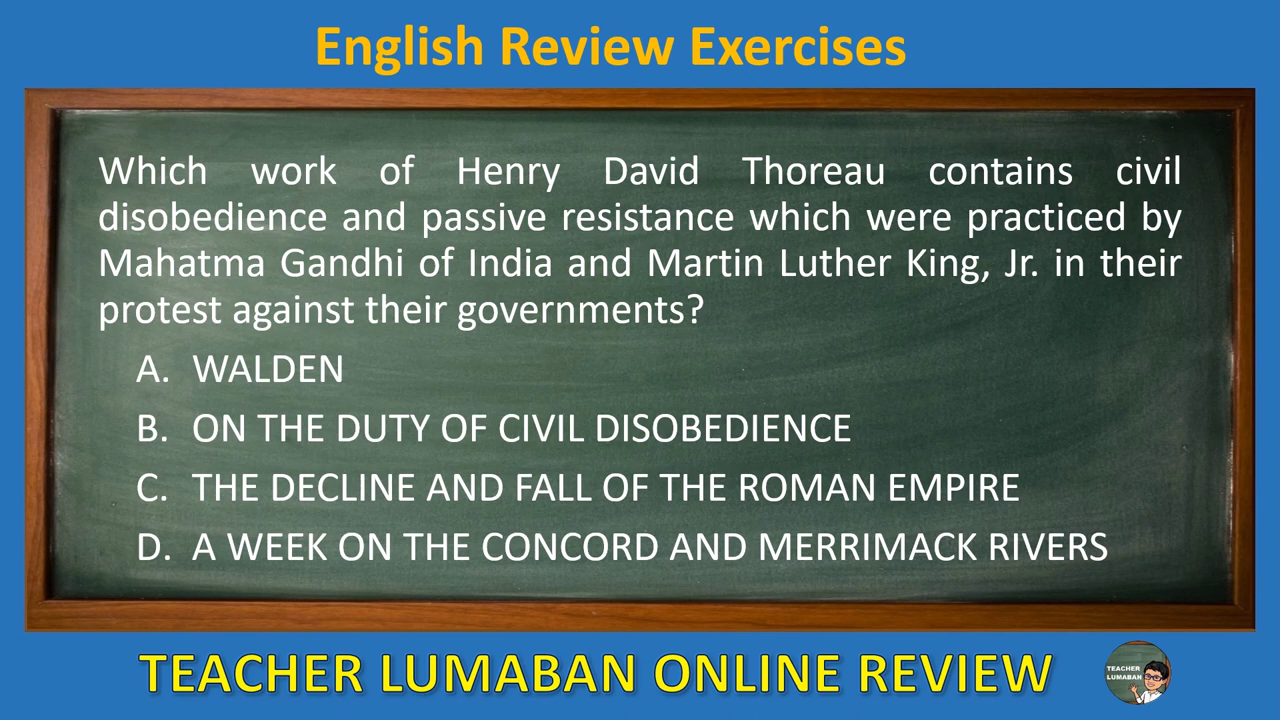 English Review Exercises
Which work of Henry David Thoreau contains civil
disobedience and passive resistance which were practiced by
Mahatma Gandhi of India and Martin Luther King, Jr. in their
protest against their governments?
A. WALDEN
B. ON THE DUTY OF CIVIL DISOBEDIENCE
C. THE DECLINE AND FALL OF THE ROMAN EMPIRE
D. A WEEK ON THE CONCORD AND MERRIMACK RIVERS
TEACHER LUMABAN ONLINE REVIEW
TEACHER
LUMABAN